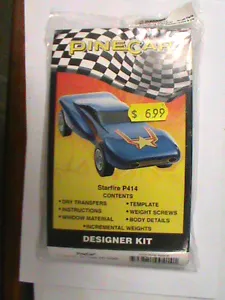 PINECAR
$ 6.99
Starfire P414
CONTENTS
• DRY TRANSFERS
• INSTRUCTIONS
• WINDOW MATERIAL
• TEMPLATE
• WEIGHT SCREWS
• BODY DETAILS
• INCREMENTAL WEIGHTS
DESIGNER KIT